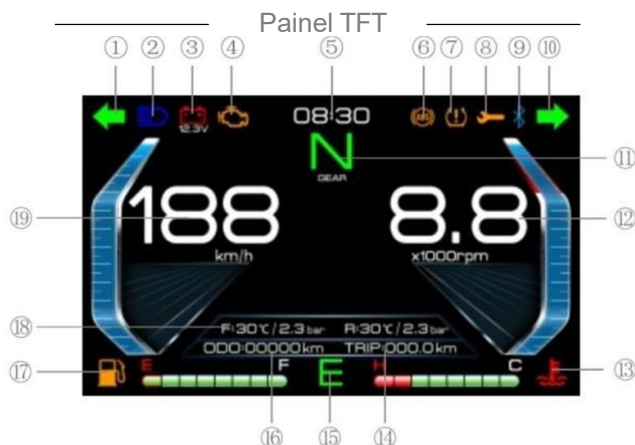 Painel TFT
① ② ③ ④ ⑤ ⑥ ⑦ ⑧ ⑨ ⑩
12.3V 08:30 ABS
N ⑪
GEAR
⑲ 188 8.8 ⑫
km/h x1000rpm
⑱ F:30℃/2.3bar R:30℃/2.3bar
ODO:00000km TRIP:000.0km
⑰ E F E H C ⑬
⑯ ⑮ ⑭